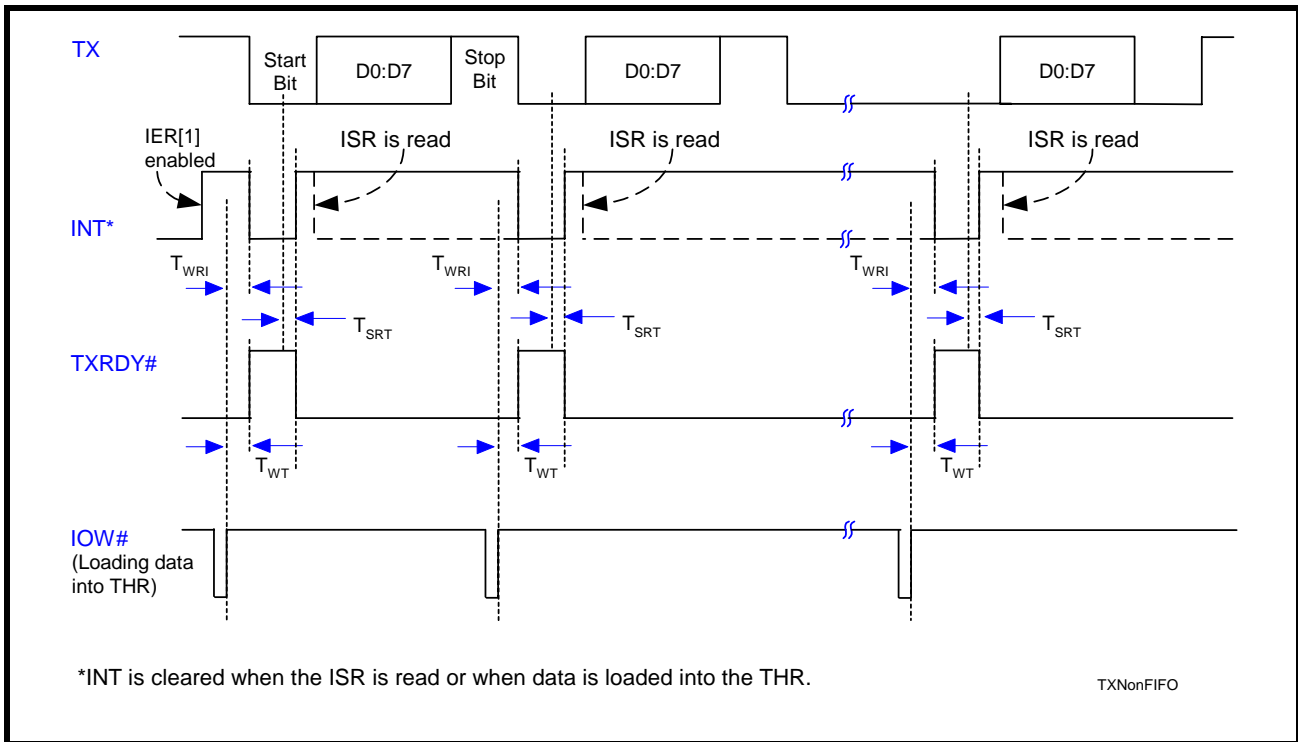 TX
Start
Bit
D0:D7
Stop
Bit
D0:D7
D0:D7
IER[1]
enabled
ISR is read
ISR is read
ISR is read
INT*
TWRI
TWRI
TWRI
TSRT
TSRT
TSRT
TXRDY#
TWT
TWT
TWT
IOW#
(Loading data
into THR)
*INT is cleared when the ISR is read or when data is loaded into the THR.
TXNonFIFO